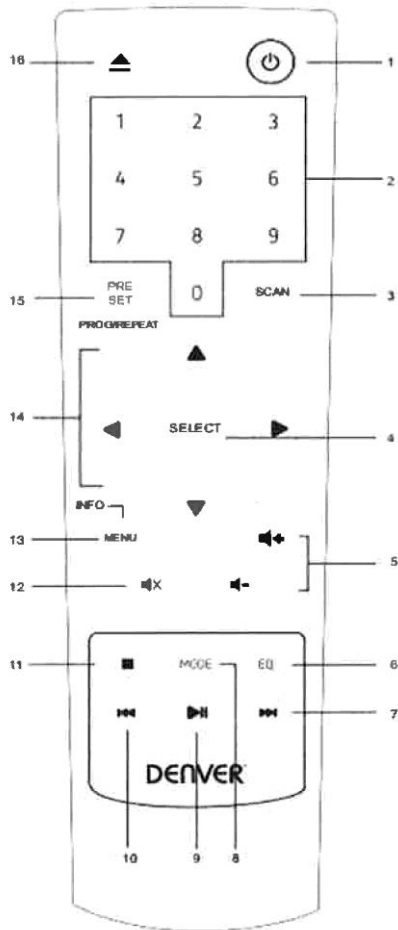 16 1
1 2 3
4 5 6
2
7 8 9
15 PRE SET 0 SCAN 3
PROG/REPEAT
14
SELECT 4
INFO
13 MENU
5
12
11 MODE EQ 6
7
DENVER
10 9 8